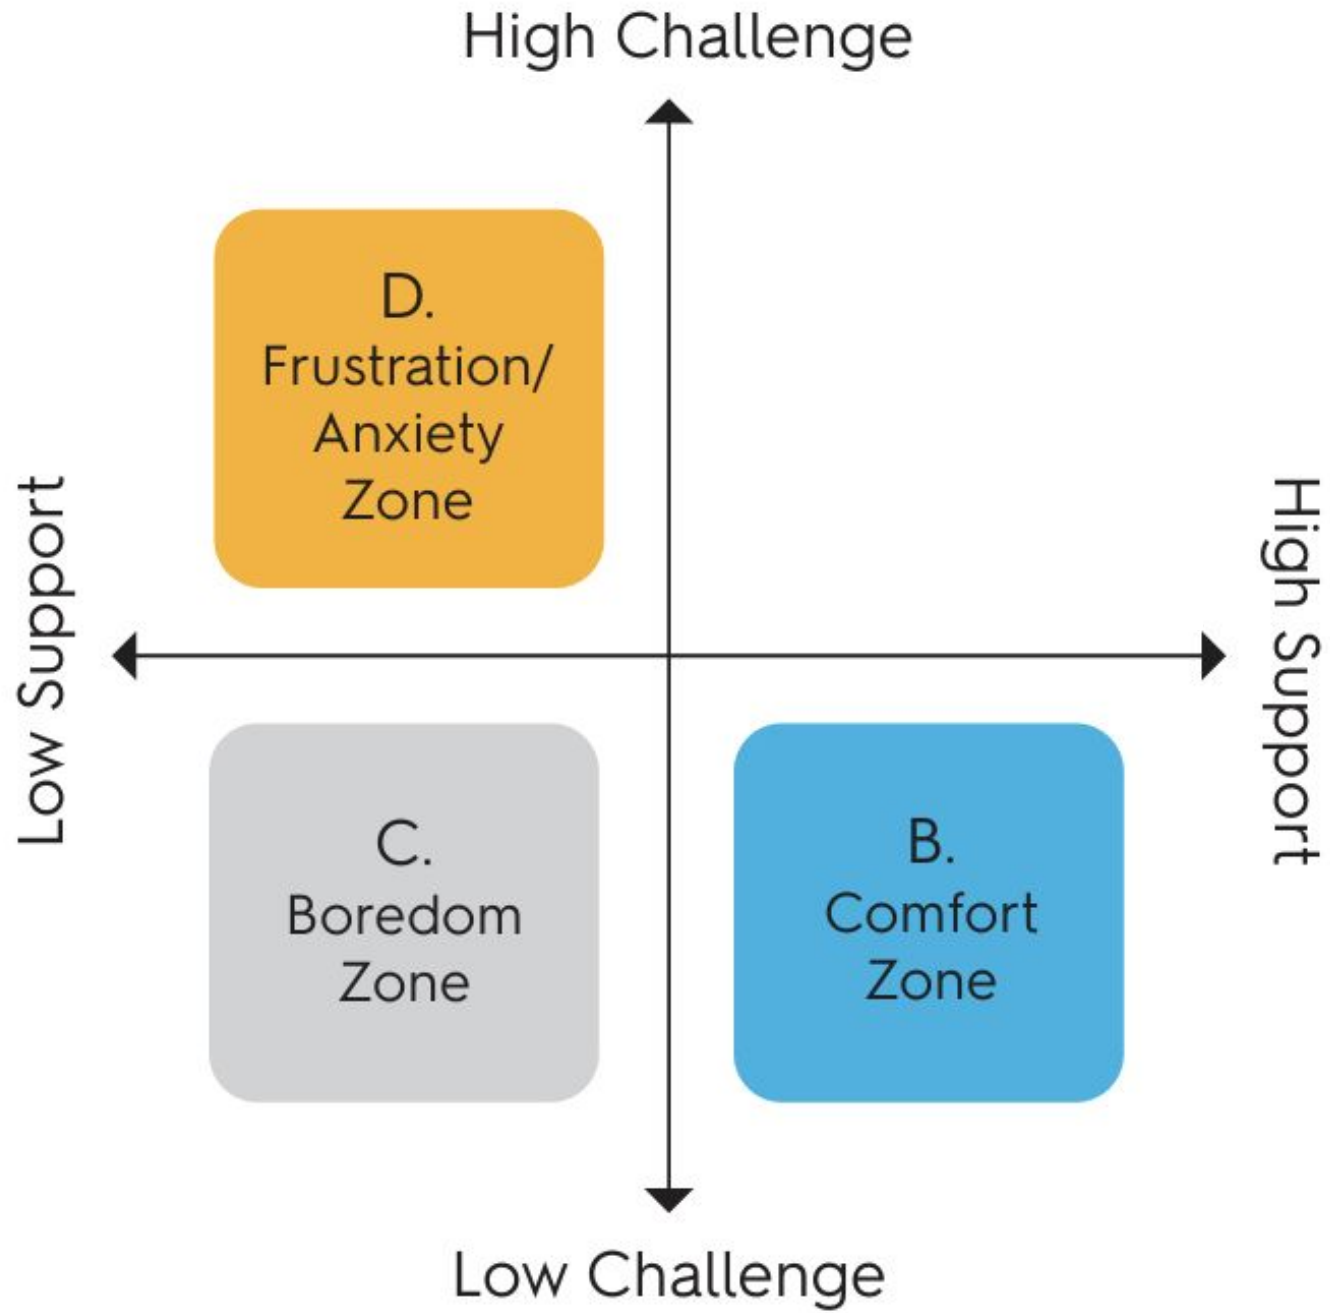 High Challenge
D.
Frustration/
Anxiety
Zone
Low Support
High Support
C.
Boredom
Zone
B.
Comfort
Zone
Low Challenge